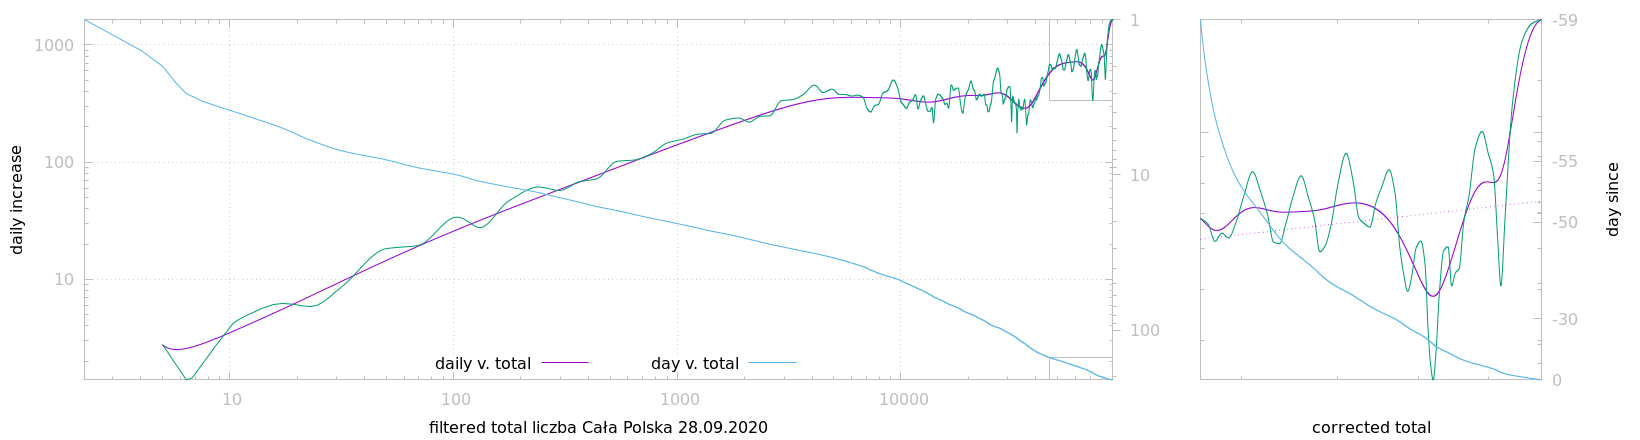 1000
100
10
daily increase
10
100
1000
10000
filtered total liczba Cała Polska 28.09.2020
daily v. total
day v. total
1
10
100
-59
-55
-50
-30
0
day since
corrected total